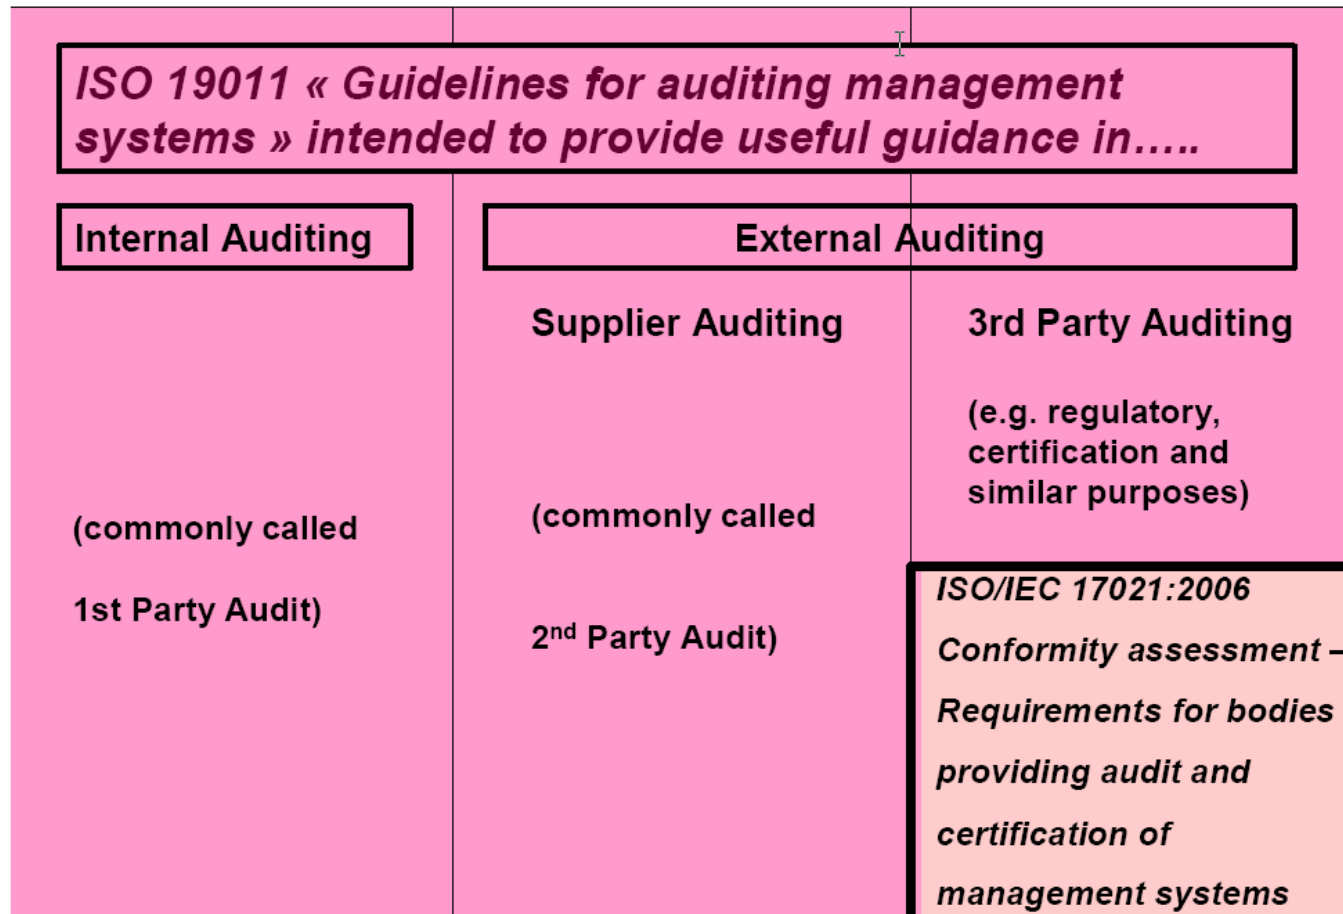 ISO 19011 « Guidelines for auditing management
systems » intended to provide useful guidance in…..
Internal Auditing
External Auditing
(commonly called
1st Party Audit)
Supplier Auditing
(commonly called
2nd Party Audit)
3rd Party Auditing
(e.g. regulatory,
certification and
similar purposes)
ISO/IEC 17021:2006
Conformity assessment –
Requirements for bodies
providing audit and
certification of
management systems